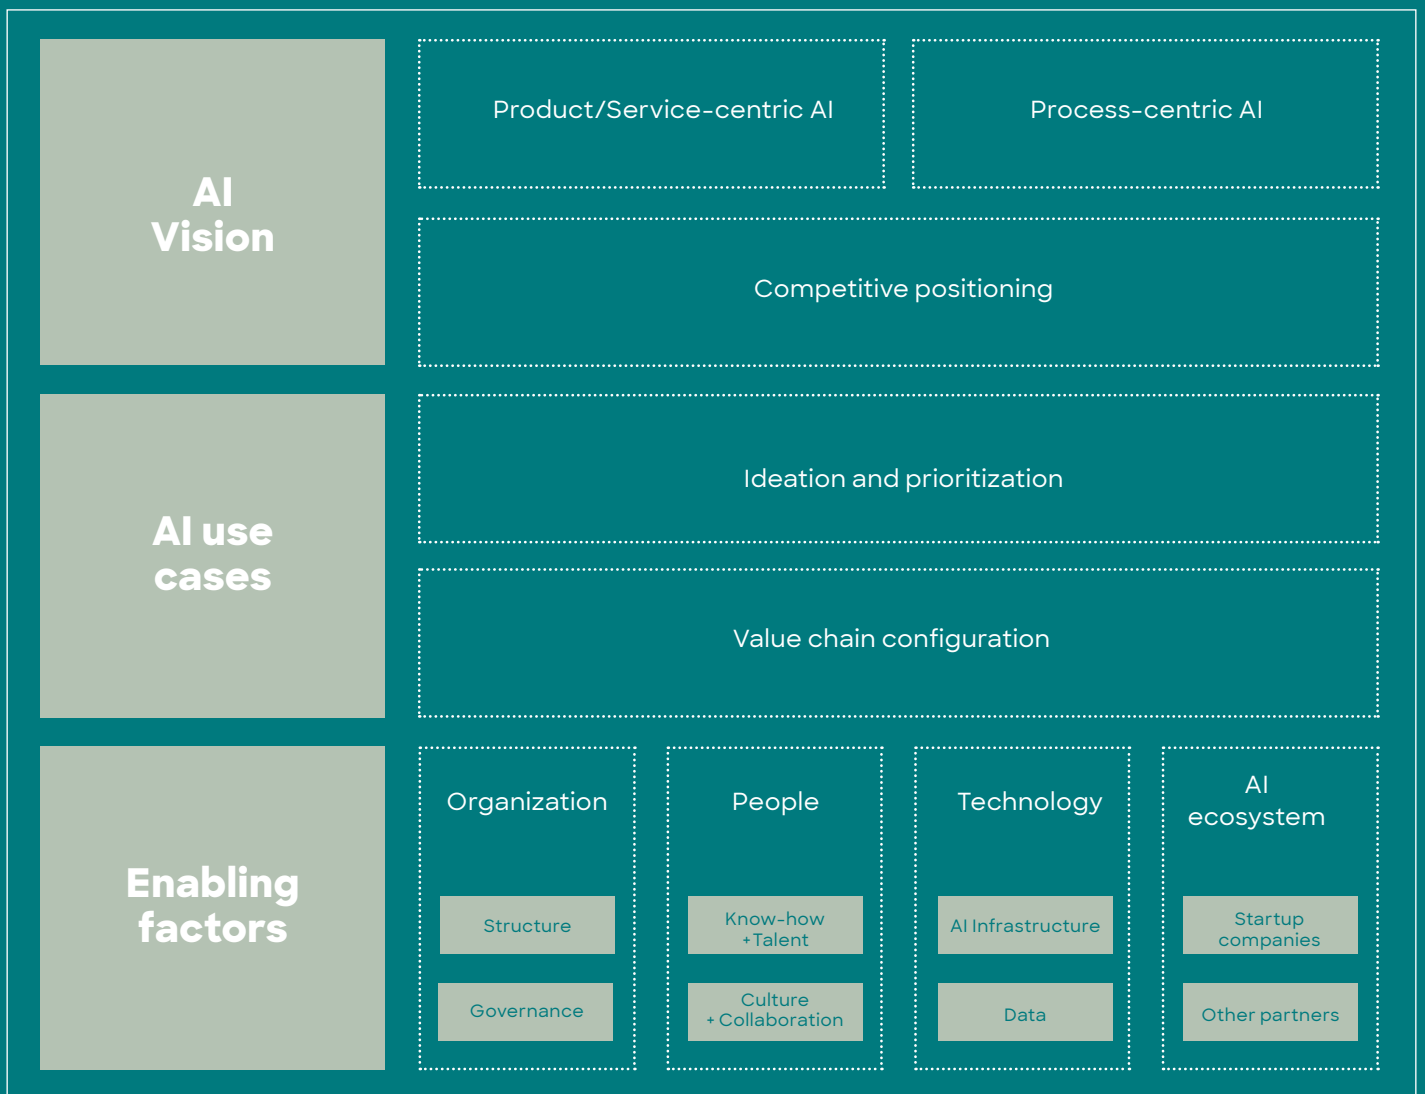 AI
Vision
Product/Service-centric AI
Process-centric AI
Competitive positioning
AI use
cases
Ideation and prioritization
Value chain configuration
Enabling
factors
Organization
Structure
Governance
People
Know-how
+Talent
Culture
+ Collaboration
Technology
AI Infrastructure
Data
AI
ecosystem
Startup
companies
Other partners